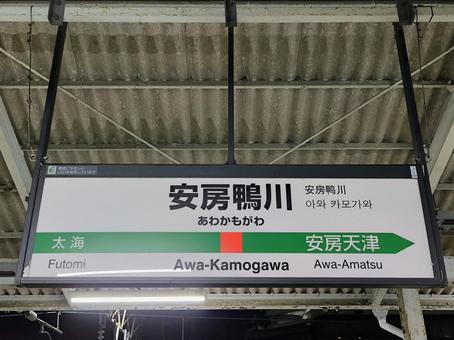 安房鴨川
あわかもがわ
安房鴨川
아와 카모가와
太海
安房天津
Futomi
Awa-Kamogawa
Awa-Amatsu